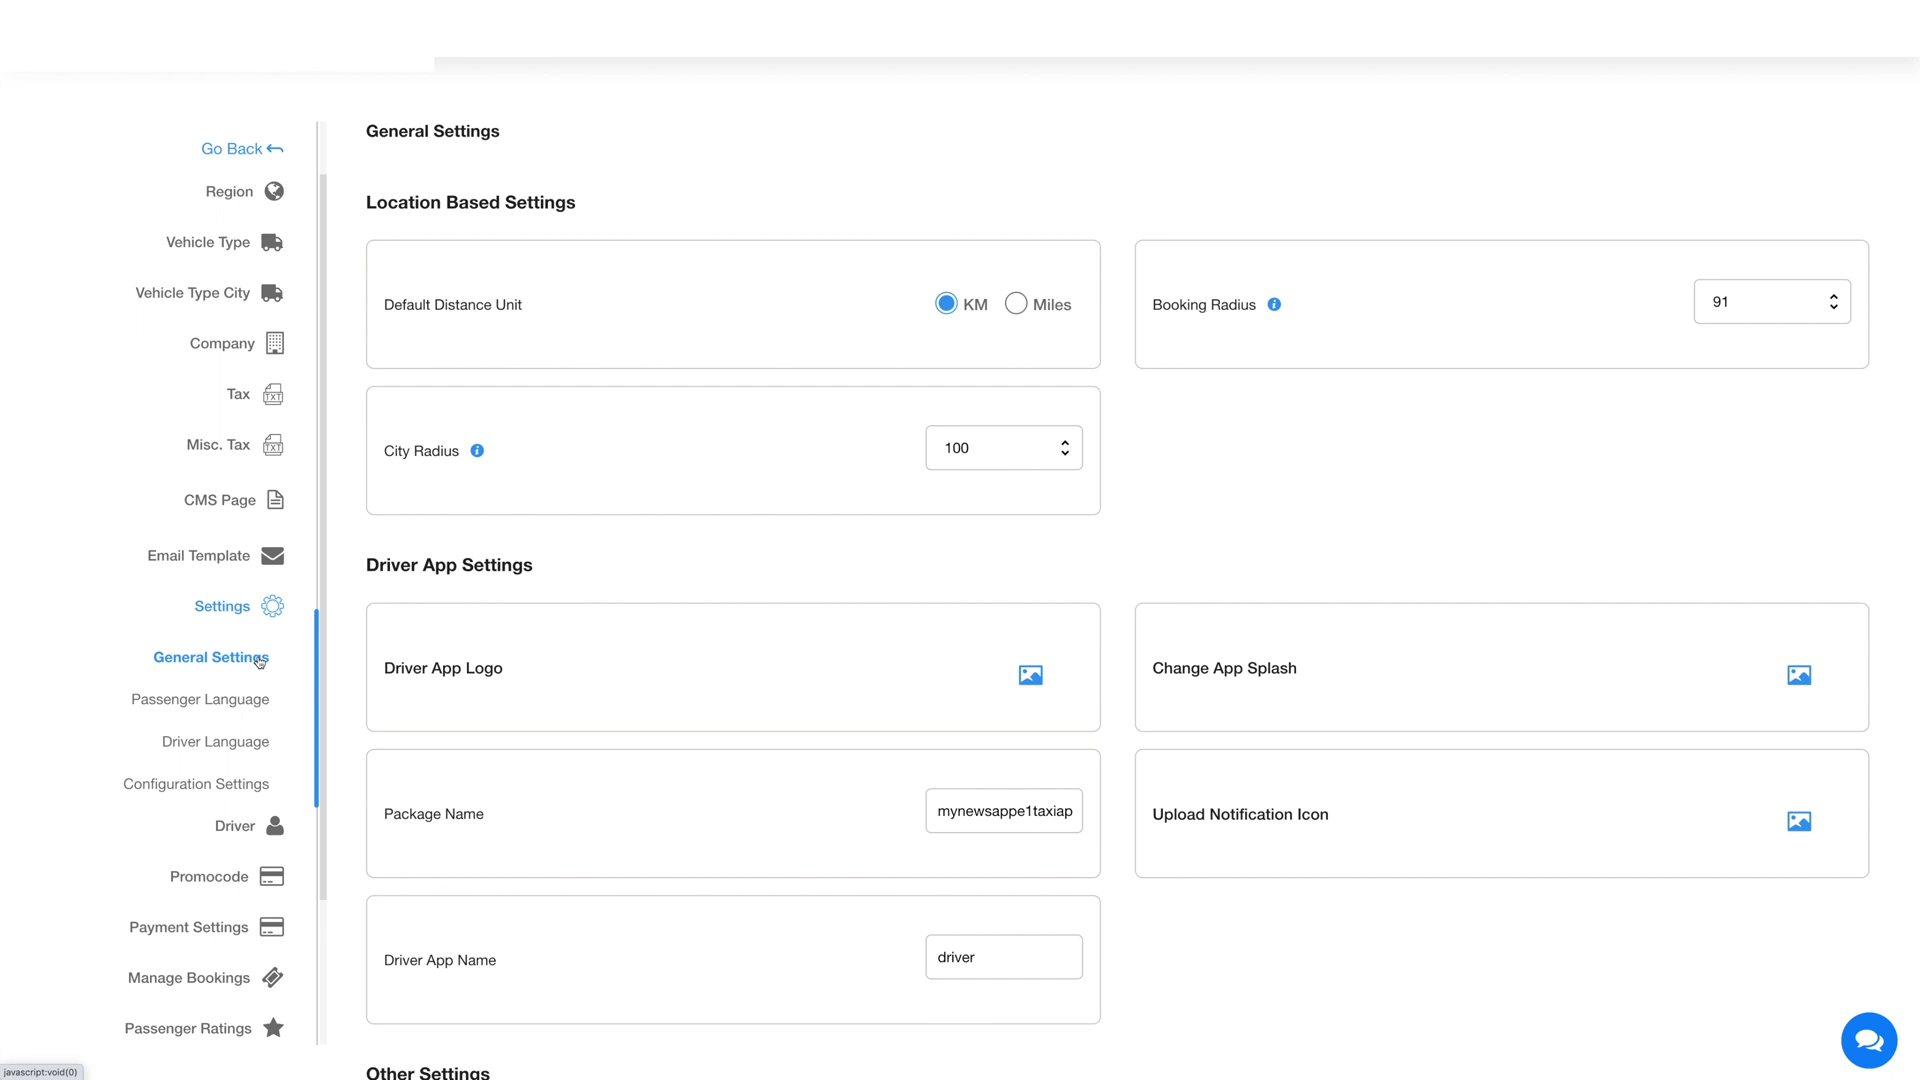 General Settings
Go Back
Region
Location Based Settings
Vehicle Type
Vehicle Type City
Default Distance Unit
KM
Miles
Booking Radius
91
Company
Tax
Misc. Tax
City Radius
100
CMS Page
Email Template
Driver App Settings
Settings
General Settings
Driver App Logo
Change App Splash
Passenger Language
Driver Language
Configuration Settings
Package Name
mynewsappe1taxiap
Upload Notification Icon
Driver
Promocode
Payment Settings
Driver App Name
driver
Manage Bookings
Passenger Ratings
Other Settings
javascript:void(0)
TXT
TXT